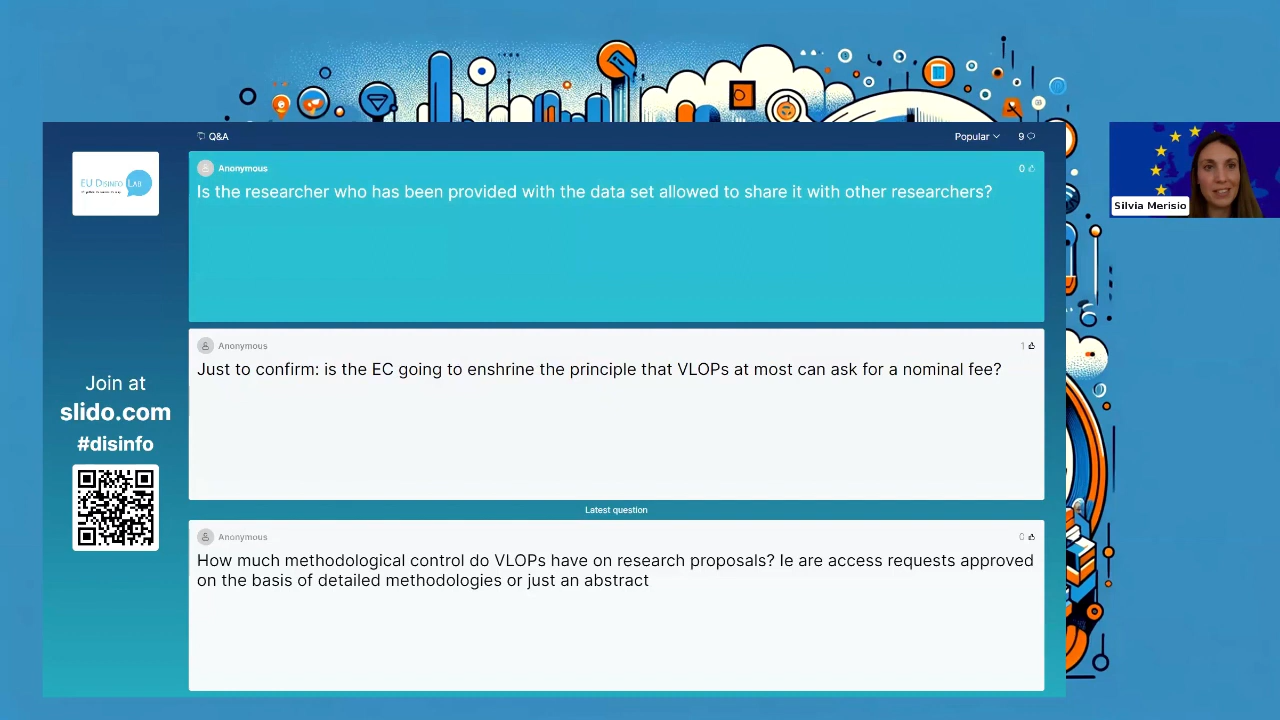 Q&A
Popular
9
EU DISINFO LAB
Anonymous
0
Is the researcher who has been provided with the data set allowed to share it with other researchers?
Silvia Merisio
Anonymous
1
Just to confirm: is the EC going to enshrine the principle that VLOPs at most can ask for a nominal fee?
Join at
slido.com
#disinfo
Latest question
Anonymous
0
How much methodological control do VLOPs have on research proposals? Ie are access requests approved
on the basis of detailed methodologies or just an abstract